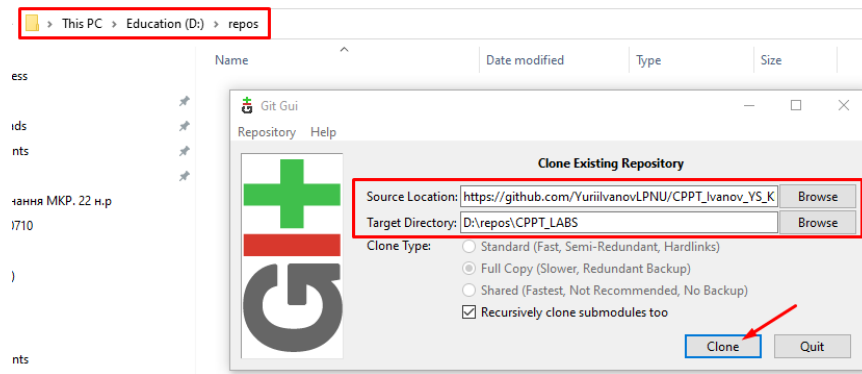 This PC > Education (D:) > repos
Name Date modified Type Size
ess
Git Gui
ids
Repository Help
nts
Clone Existing Repository
Source Location: https://github.com/YuriiIvanovLPNU/CPPT_Ivanov_YS_K Browse
чання МКР. 22 н.р
Target Directory: D:\repos\CPPT_LABS Browse
0710
Clone Type: Standard (Fast, Semi-Redundant, Hardlinks)
Full Copy (Slower, Redundant Backup)
)
Shared (Fastest, Not Recommended, No Backup)
Recursively clone submodules too
Clone Quit
nts
GIt